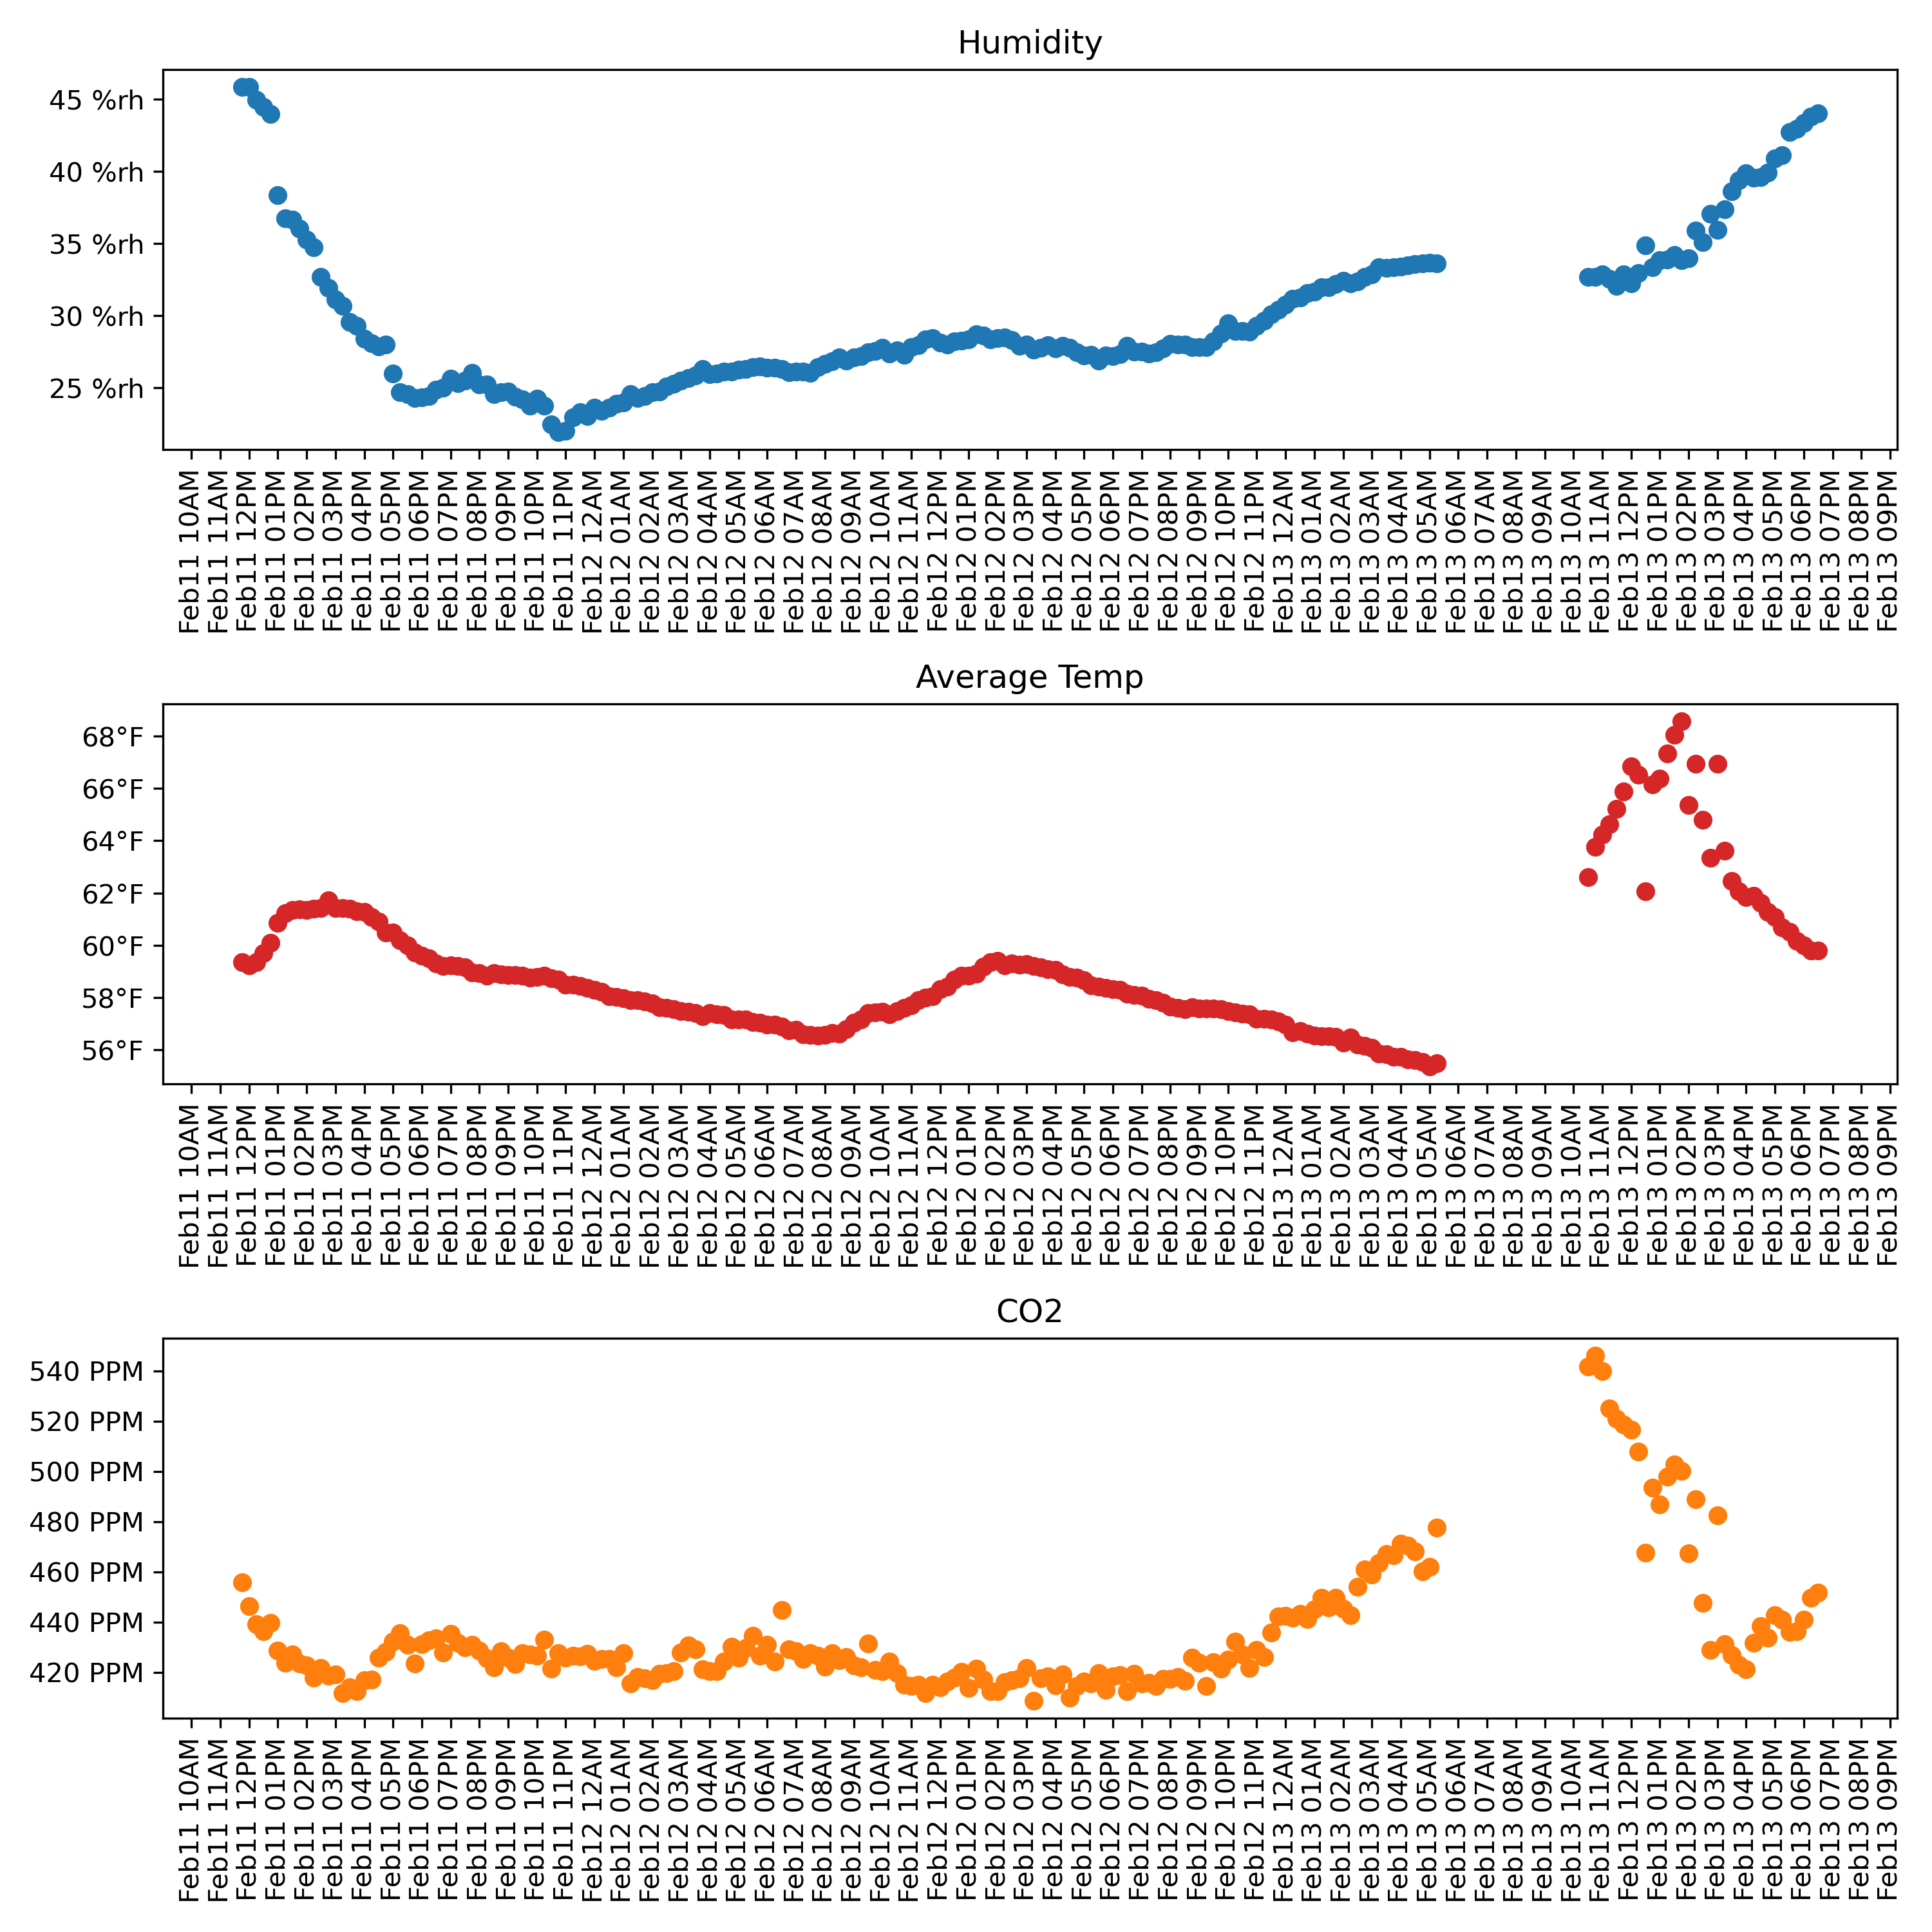 Humidity
45 %rh
40 %rh
35 %rh
30 %rh
25 %rh
Feb11 10AM
Feb11 11AM
Feb11 12PM
Feb11 01PM
Feb11 02PM
Feb11 03PM
Feb11 04PM
Feb11 05PM
Feb11 06PM
Feb11 07PM
Feb11 08PM
Feb11 09PM
Feb11 10PM
Feb11 11PM
Feb12 12AM
Feb12 01AM
Feb12 02AM
Feb12 03AM
Feb12 04AM
Feb12 05AM
Feb12 06AM
Feb12 07AM
Feb12 08AM
Feb12 09AM
Feb12 10AM
Feb12 11AM
Feb12 12PM
Feb12 01PM
Feb12 02PM
Feb12 03PM
Feb12 04PM
Feb12 05PM
Feb12 06PM
Feb12 07PM
Feb12 08PM
Feb12 09PM
Feb12 10PM
Feb12 11PM
Feb13 12AM
Feb13 01AM
Feb13 02AM
Feb13 03AM
Feb13 04AM
Feb13 05AM
Feb13 06AM
Feb13 07AM
Feb13 08AM
Feb13 09AM
Feb13 10AM
Feb13 11AM
Feb13 12PM
Feb13 01PM
Feb13 02PM
Feb13 03PM
Feb13 04PM
Feb13 05PM
Feb13 06PM
Feb13 07PM
Feb13 08PM
Feb13 09PM
Average Temp
68°F
66°F
64°F
62°F
60°F
58°F
56°F
Feb11 10AM
Feb11 11AM
Feb11 12PM
Feb11 01PM
Feb11 02PM
Feb11 03PM
Feb11 04PM
Feb11 05PM
Feb11 06PM
Feb11 07PM
Feb11 08PM
Feb11 09PM
Feb11 10PM
Feb11 11PM
Feb12 12AM
Feb12 01AM
Feb12 02AM
Feb12 03AM
Feb12 04AM
Feb12 05AM
Feb12 06AM
Feb12 07AM
Feb12 08AM
Feb12 09AM
Feb12 10AM
Feb12 11AM
Feb12 12PM
Feb12 01PM
Feb12 02PM
Feb12 03PM
Feb12 04PM
Feb12 05PM
Feb12 06PM
Feb12 07PM
Feb12 08PM
Feb12 09PM
Feb12 10PM
Feb12 11PM
Feb13 12AM
Feb13 01AM
Feb13 02AM
Feb13 03AM
Feb13 04AM
Feb13 05AM
Feb13 06AM
Feb13 07AM
Feb13 08AM
Feb13 09AM
Feb13 10AM
Feb13 11AM
Feb13 12PM
Feb13 01PM
Feb13 02PM
Feb13 03PM
Feb13 04PM
Feb13 05PM
Feb13 06PM
Feb13 07PM
Feb13 08PM
Feb13 09PM
CO2
540 PPM
520 PPM
500 PPM
480 PPM
460 PPM
440 PPM
420 PPM
Feb11 10AM
Feb11 11AM
Feb11 12PM
Feb11 01PM
Feb11 02PM
Feb11 03PM
Feb11 04PM
Feb11 05PM
Feb11 06PM
Feb11 07PM
Feb11 08PM
Feb11 09PM
Feb11 10PM
Feb11 11PM
Feb12 12AM
Feb12 01AM
Feb12 02AM
Feb12 03AM
Feb12 04AM
Feb12 05AM
Feb12 06AM
Feb12 07AM
Feb12 08AM
Feb12 09AM
Feb12 10AM
Feb12 11AM
Feb12 12PM
Feb12 01PM
Feb12 02PM
Feb12 03PM
Feb12 04PM
Feb12 05PM
Feb12 06PM
Feb12 07PM
Feb12 08PM
Feb12 09PM
Feb12 10PM
Feb12 11PM
Feb13 12AM
Feb13 01AM
Feb13 02AM
Feb13 03AM
Feb13 04AM
Feb13 05AM
Feb13 06AM
Feb13 07AM
Feb13 08AM
Feb13 09AM
Feb13 10AM
Feb13 11AM
Feb13 12PM
Feb13 01PM
Feb13 02PM
Feb13 03PM
Feb13 04PM
Feb13 05PM
Feb13 06PM
Feb13 07PM
Feb13 08PM
Feb13 09PM